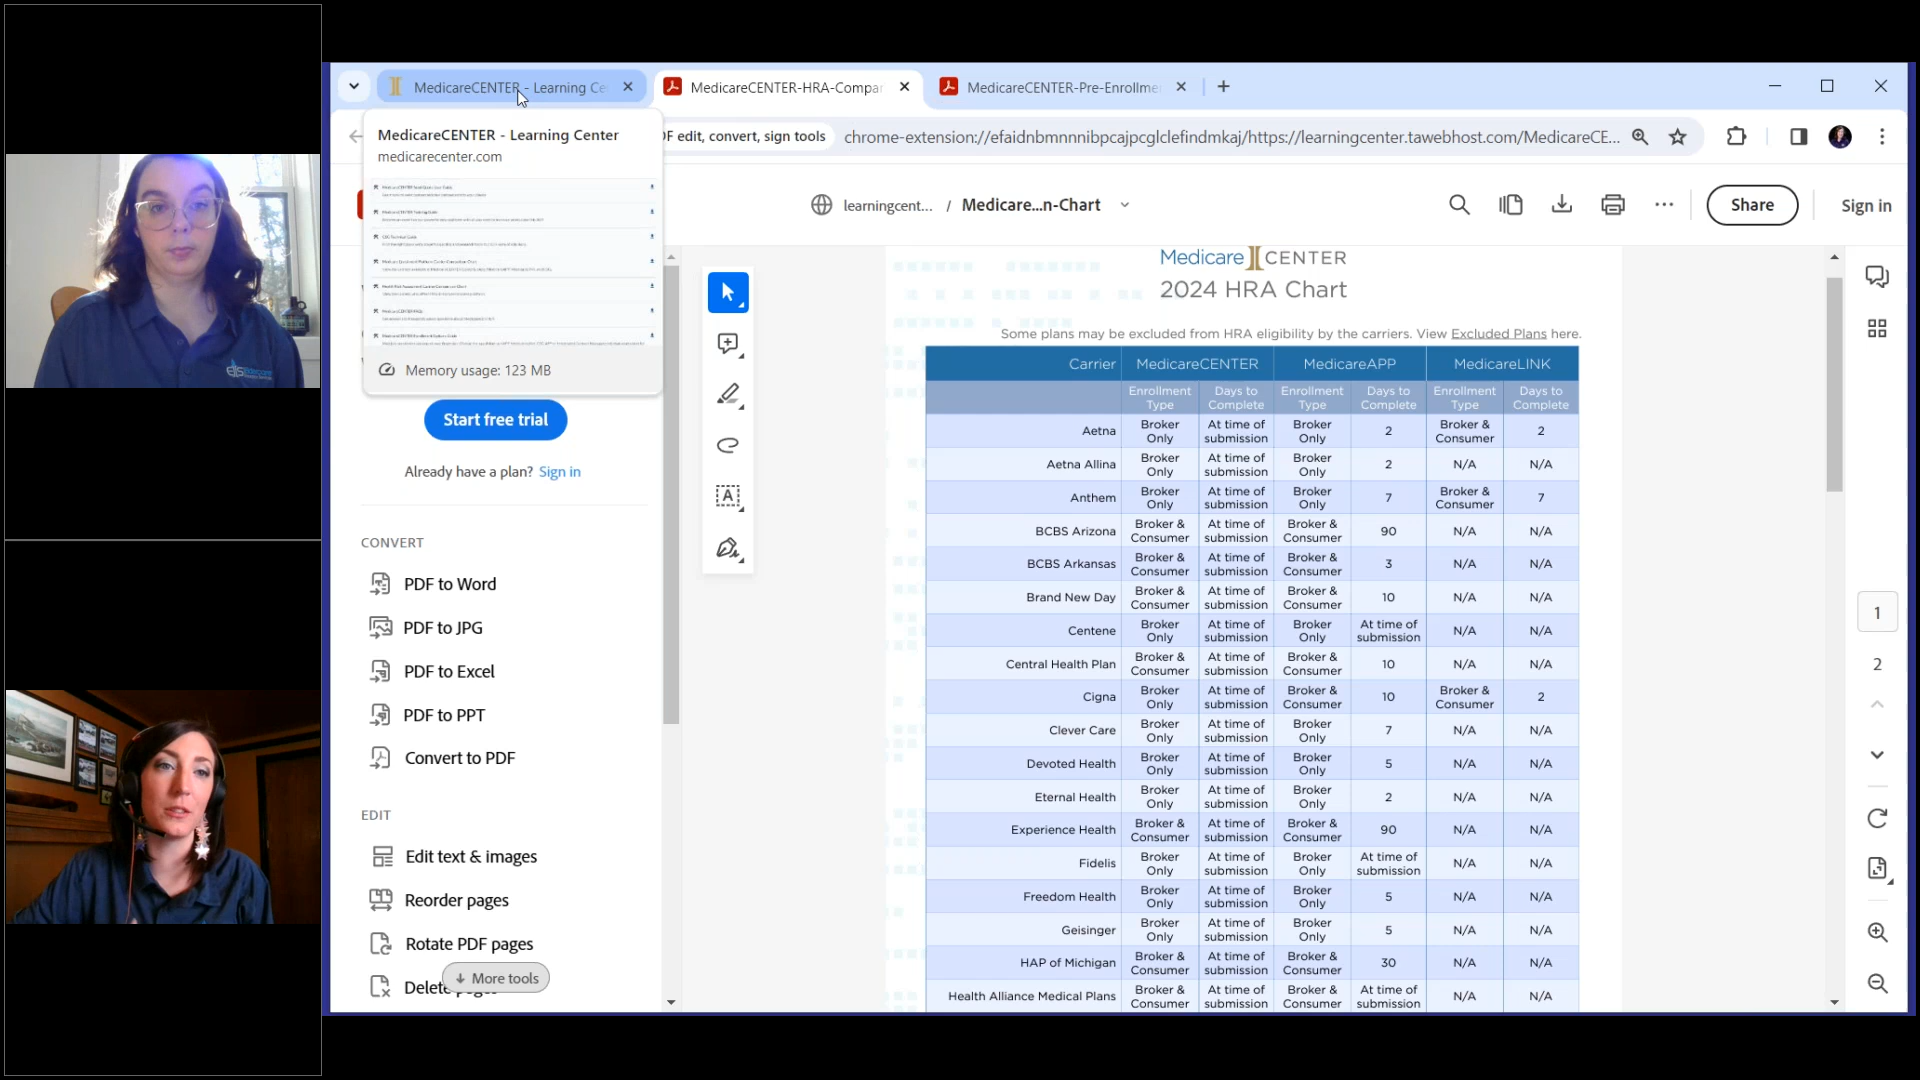 MedicareCENTER - Learning Ce
MedicareCENTER-HRA-Compa
MedicareCENTER-Pre-Enrollme
MedicareCENTER - Learning Center
medicarecenter.com
Memory usage: 123 MB
F edit, convert, sign tools
chrome-extension://efaidnbmnnnibpcajpcglclefindmkaj/https://learningcenter.tawebhost.com/MedicareCE...
learningcent... / Medicare...n-Chart
Share
Sign in
Start free trial
Already have a plan? Sign in
CONVERT
PDF to Word
PDF to JPG
PDF to Excel
PDF to PPT
Convert to PDF
EDIT
Edit text & images
Reorder pages
Rotate PDF pages
Delete pages
More tools
Medicare CENTER
2024 HRA Chart
Some plans may be excluded from HRA eligibility by the carriers. View Excluded Plans here.
Carrier MedicareCENTER MedicareAPP MedicareLINK
Enrollment Type Days to Complete Enrollment Type Days to Complete Enrollment Type Days to Complete
Aetna Broker Only At time of submission Broker Only 2 Broker & Consumer 2
Aetna Allina Broker Only At time of submission Broker Only 2 N/A N/A
Anthem Broker Only At time of submission Broker Only 7 Broker & Consumer 7
BCBS Arizona Broker & Consumer At time of submission Broker & Consumer 90 N/A N/A
BCBS Arkansas Broker & Consumer At time of submission Broker & Consumer 3 N/A N/A
Brand New Day Broker & Consumer At time of submission Broker & Consumer 10 N/A N/A
Centene Broker Only At time of submission Broker Only At time of submission N/A N/A
Central Health Plan Broker & Consumer At time of submission Broker & Consumer 10 N/A N/A
Cigna Broker Only At time of submission Broker & Consumer 10 Broker & Consumer 2
Clever Care Broker Only At time of submission Broker Only 7 N/A N/A
Devoted Health Broker Only At time of submission Broker Only 5 N/A N/A
Eternal Health Broker Only At time of submission Broker Only 2 N/A N/A
Experience Health Broker & Consumer At time of submission Broker & Consumer 90 N/A N/A
Fidelis Broker Only At time of submission Broker Only At time of submission N/A N/A
Freedom Health Broker Only At time of submission Broker Only 5 N/A N/A
Geisinger Broker Only At time of submission Broker Only 5 N/A N/A
HAP of Michigan Broker & Consumer At time of submission Broker & Consumer 30 N/A N/A
Health Alliance Medical Plans Broker & Consumer At time of submission Broker & Consumer At time of submission N/A N/A
1
2